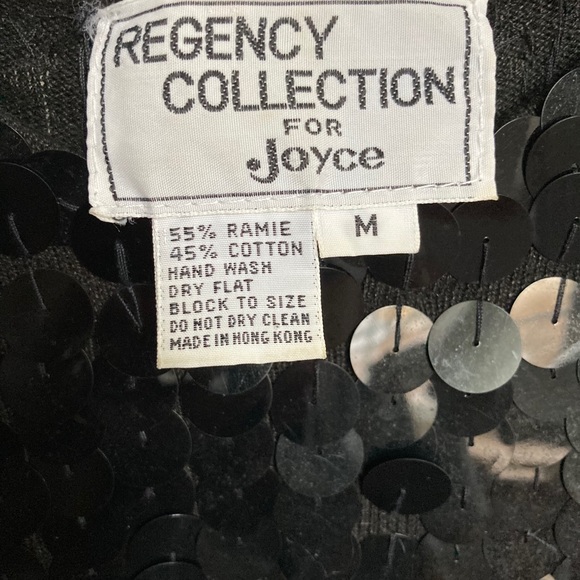 REGENCY
COLLECTION
FOR
Joyce
M
55% RAMIE
45% COTTON
HAND WASH
DRY FLAT
BLOCK TO SIZE
DO NOT DRY CLEAN
MADE IN HONG KONG